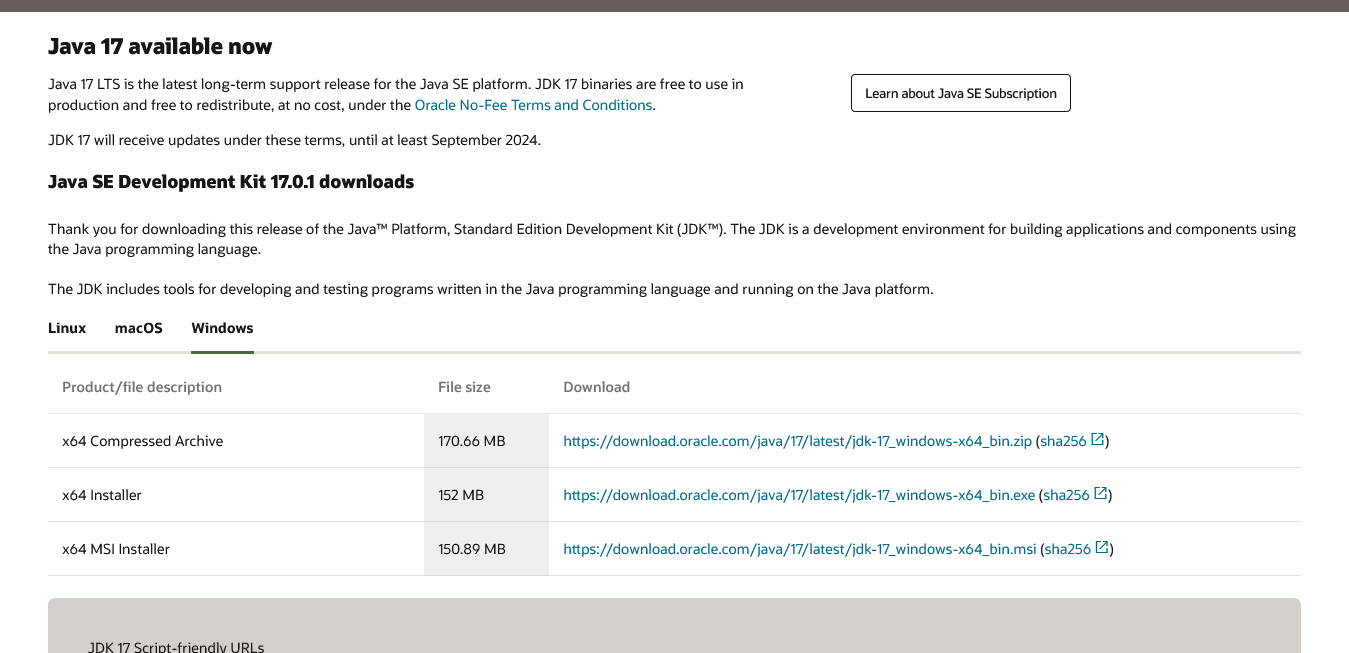 Java 17 available now
Java 17 LTS is the latest long-term support release for the Java SE platform. JDK 17 binaries are free to use in
production and free to redistribute, at no cost, under the Oracle No-Fee Terms and Conditions.
Learn about Java SE Subscription
JDK 17 will receive updates under these terms, until at least September 2024.
Java SE Development Kit 17.0.1 downloads
Thank you for downloading this release of the Java™ Platform, Standard Edition Development Kit (JDK™). The JDK is a development environment for building applications and components using
the Java programming language.
The JDK includes tools for developing and testing programs written in the Java programming language and running on the Java platform.
Linux macOS Windows
Product/file description File size Download
x64 Compressed Archive 170.66 MB https://download.oracle.com/java/17/latest/jdk-17_windows-x64_bin.zip (sha256)
x64 Installer 152 MB https://download.oracle.com/java/17/latest/jdk-17_windows-x64_bin.exe (sha256)
x64 MSI Installer 150.89 MB https://download.oracle.com/java/17/latest/jdk-17_windows-x64_bin.msi (sha256)
JDK 17 Script-friendly URLs